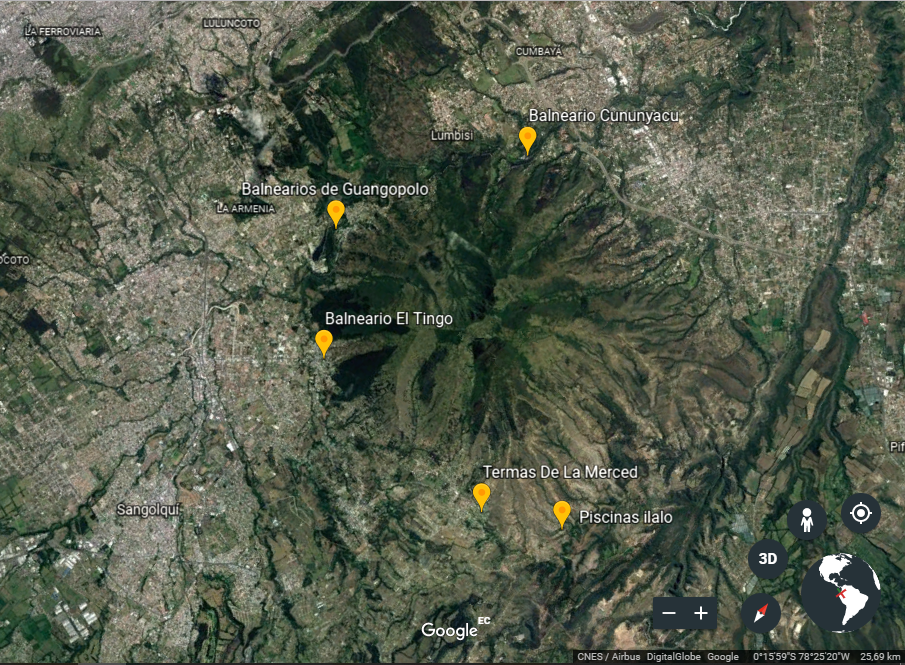 LULUNCOTO
LA FERROVIARIA
CUMBAYÁ
Balneario Cununyacu
Lumbisí
Balnearios de Guangopolo
LA ARMENIA
OCOTO
Balneario El Tingo
Pif
Termas De La Merced
Sangolquí
Piscinas ilalo
3D
Google EC
CNES / Airbus DigitalGlobe Google 0°15'59"S 78°25'20"W 25,69 km